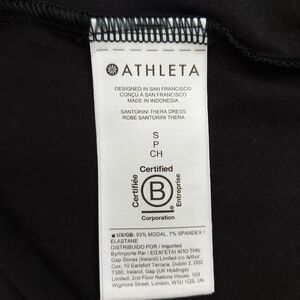 ATHLETA
DESIGNED IN SAN FRANCISCO
CONÇU À SAN FRANCISCO
MADE IN INDONESIA
SANTORINI THERA DRESS
ROBE SANTORINI THERA
S
P
CH
Certified
Certifiée
B
Entreprise
Corporation
■ US/GB: 93% MODAL, 7% SPANDEX /
ELASTANE
DISTRIBUIDO POR / Imported
By/Importé Par / ΕΙΣΑΓΕΤΑΙ ΑΠΟ ΤΗΝ:
Gap Stores (Ireland) Limited c/o Arthur
Cox, 10 Earlsfort Terrace, Dublin 2, D02
T380, Ireland, Gap (UK Holdings)
Limited, 2nd Floor Nations House, 103
Wigmore Street, London, W1U 1QS, UK